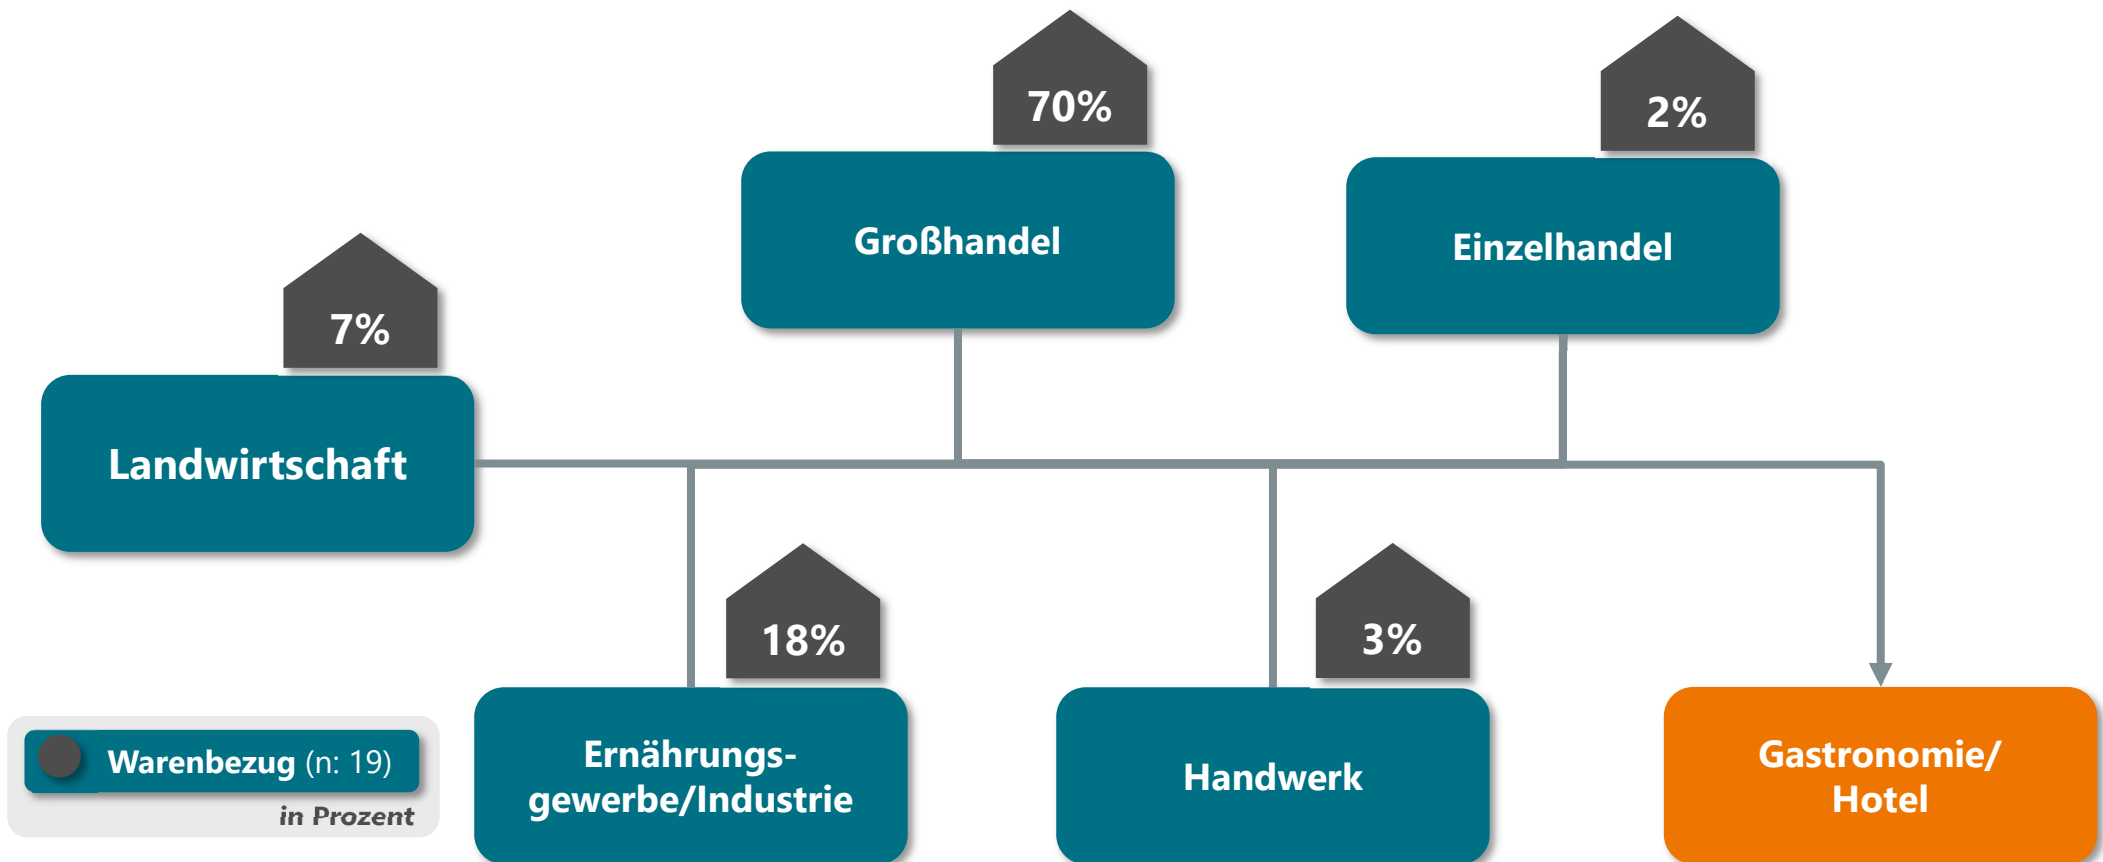 70%
Großhandel
2%
Einzelhandel
7%
Landwirtschaft
18%
Ernährungs-
gewerbe/Industrie
3%
Handwerk
Gastronomie/
Hotel
Warenbezug (n: 19)
in Prozent